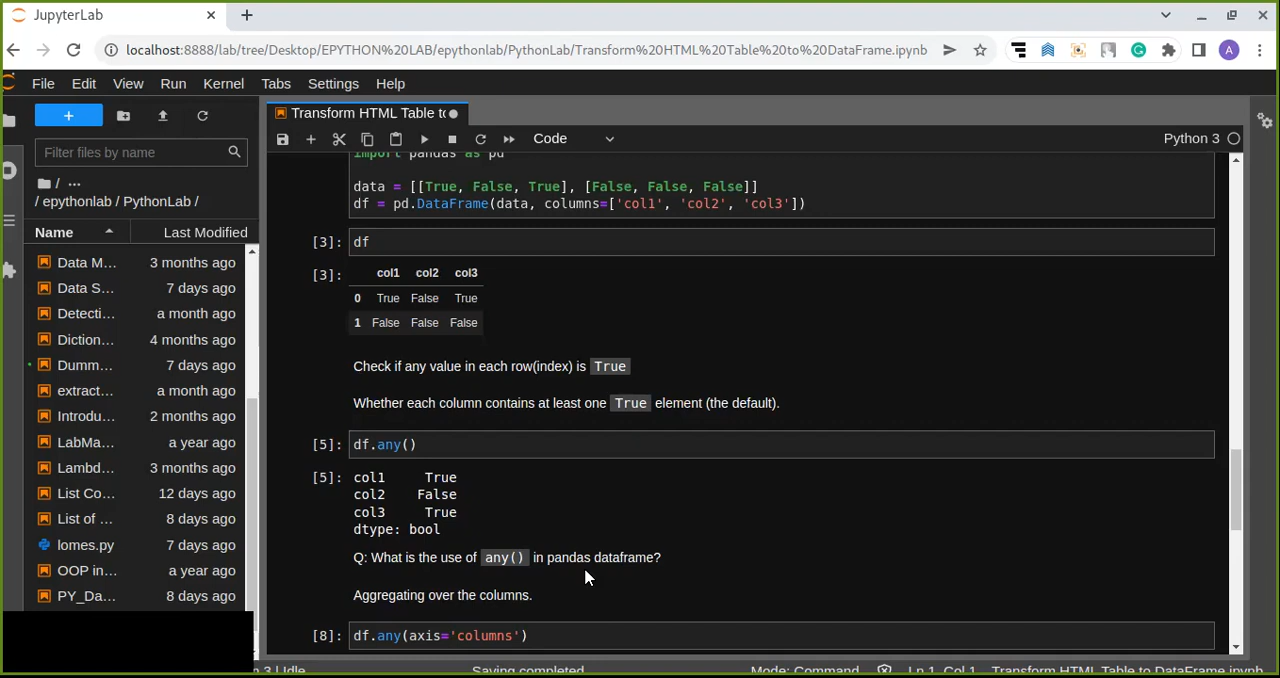 JupyterLab
localhost:8888/lab/tree/Desktop/EPYTHON%20LAB/epythonlab/PythonLab/Transform%20HTML%20Table%20to%20DataFrame.ipynb
A
File Edit View Run Kernel Tabs Settings Help
Transform HTML Table to
Filter files by name
Code
Python 3
/ ...
/ epythonlab / PythonLab /
Name
Last Modified
Data M... 3 months ago
Data S... 7 days ago
Detecti... a month ago
Diction... 4 months ago
Dumm... 7 days ago
extract... a month ago
Introdu... 2 months ago
LabMa... a year ago
Lambd... 3 months ago
List Co... 12 days ago
List of ... 8 days ago
lomes.py 7 days ago
OOP in... a year ago
PY_Da... 8 days ago
import pandas as pd
data = [[True, False, True], [False, False, False]]
df = pd.DataFrame(data, columns=['col1', 'col2', 'col3'])
[3]: df
[3]: col1 col2 col3
0 True False True
1 False False False
Check if any value in each row(index) is True
Whether each column contains at least one True element (the default).
[5]: df.any()
[5]: col1 True
col2 False
col3 True
dtype: bool
Q: What is the use of any() in pandas dataframe?
Aggregating over the columns.
[8]: df.any(axis='columns')
3 | Idle
Saving completed
Mode: Command
Ln 1, Col 1
Transform HTML Table to DataFrame.ipynb